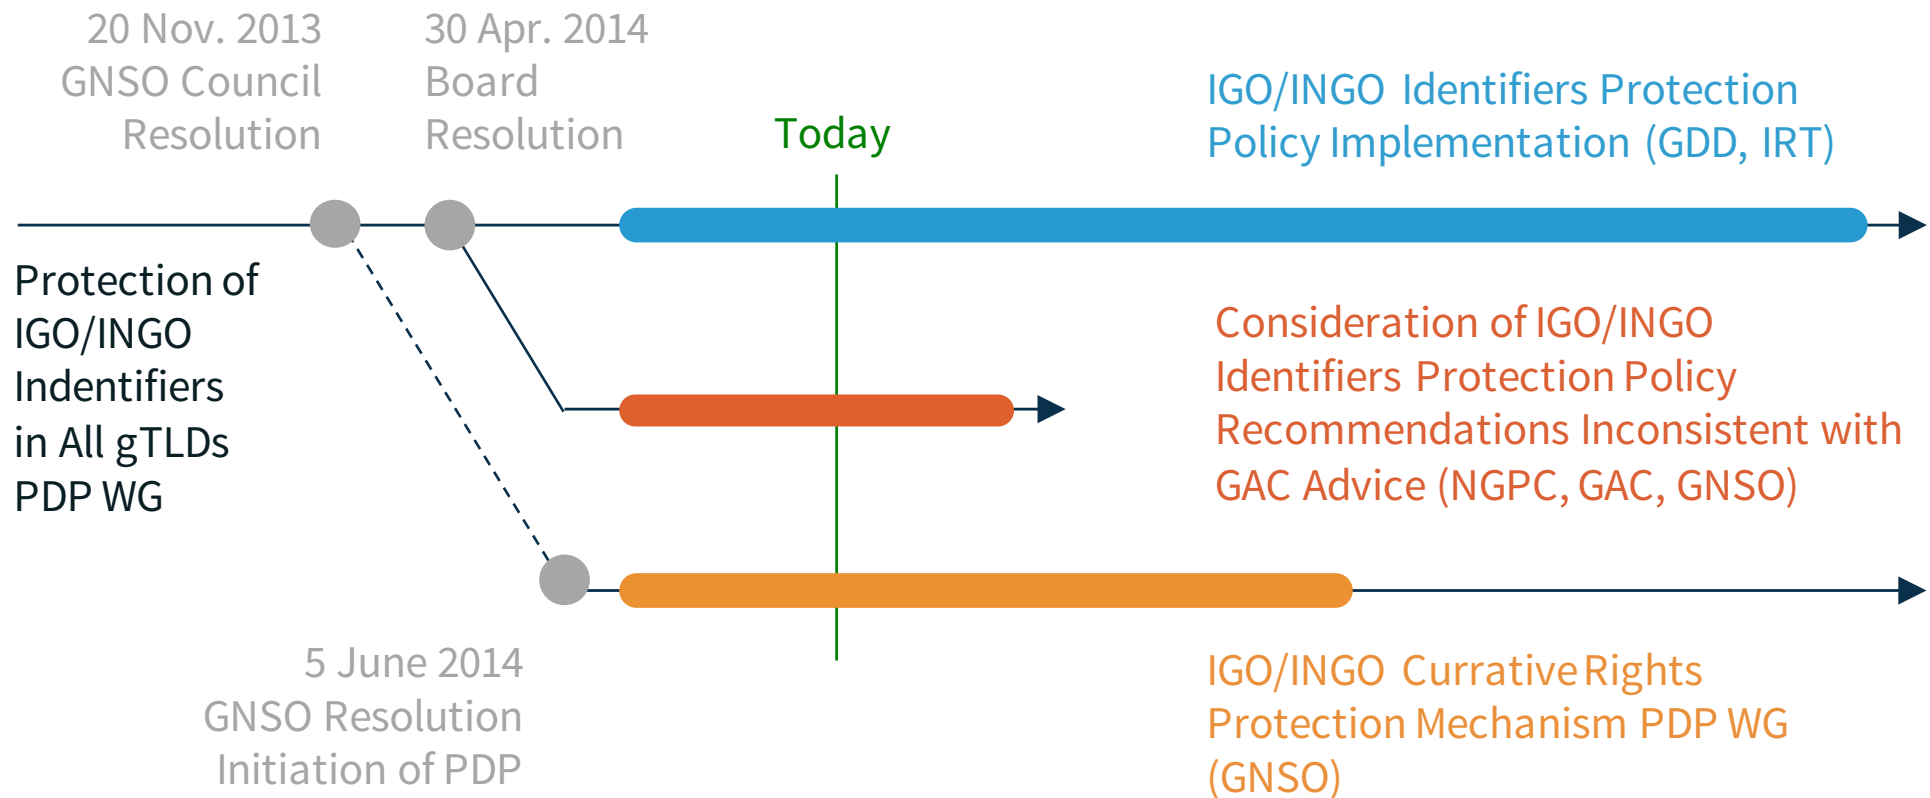 20 Nov. 2013
GNSO Council
Resolution
30 Apr. 2014
Board
Resolution
Today
IGO/INGO Identifiers Protection
Policy Implementation (GDD, IRT)
Protection of
IGO/INGO
Indentifiers
in All gTLDs
PDP WG
Consideration of IGO/INGO
Identifiers Protection Policy
Recommendations Inconsistent with
GAC Advice (NGPC, GAC, GNSO)
5 June 2014
GNSO Resolution
Initiation of PDP
IGO/INGO Currative Rights
Protection Mechanism PDP WG
(GNSO)